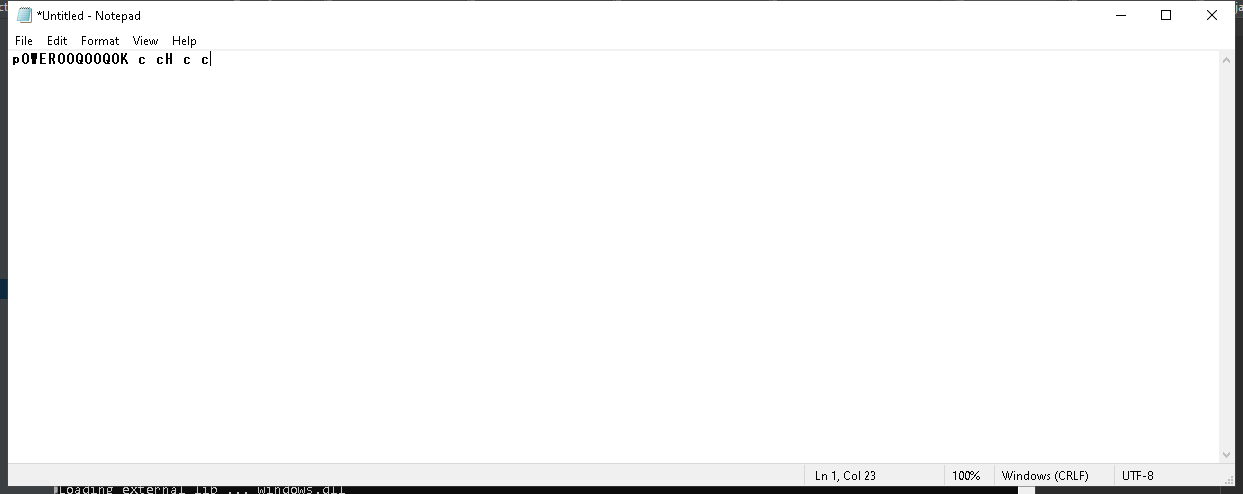 *Untitled - Notepad
File Edit Format View Help
pOWEROOQOOQOK c cH c c
Ln 1, Col 23 100% Windows (CRLF) UTF-8
Loading external lib ... windows.dll